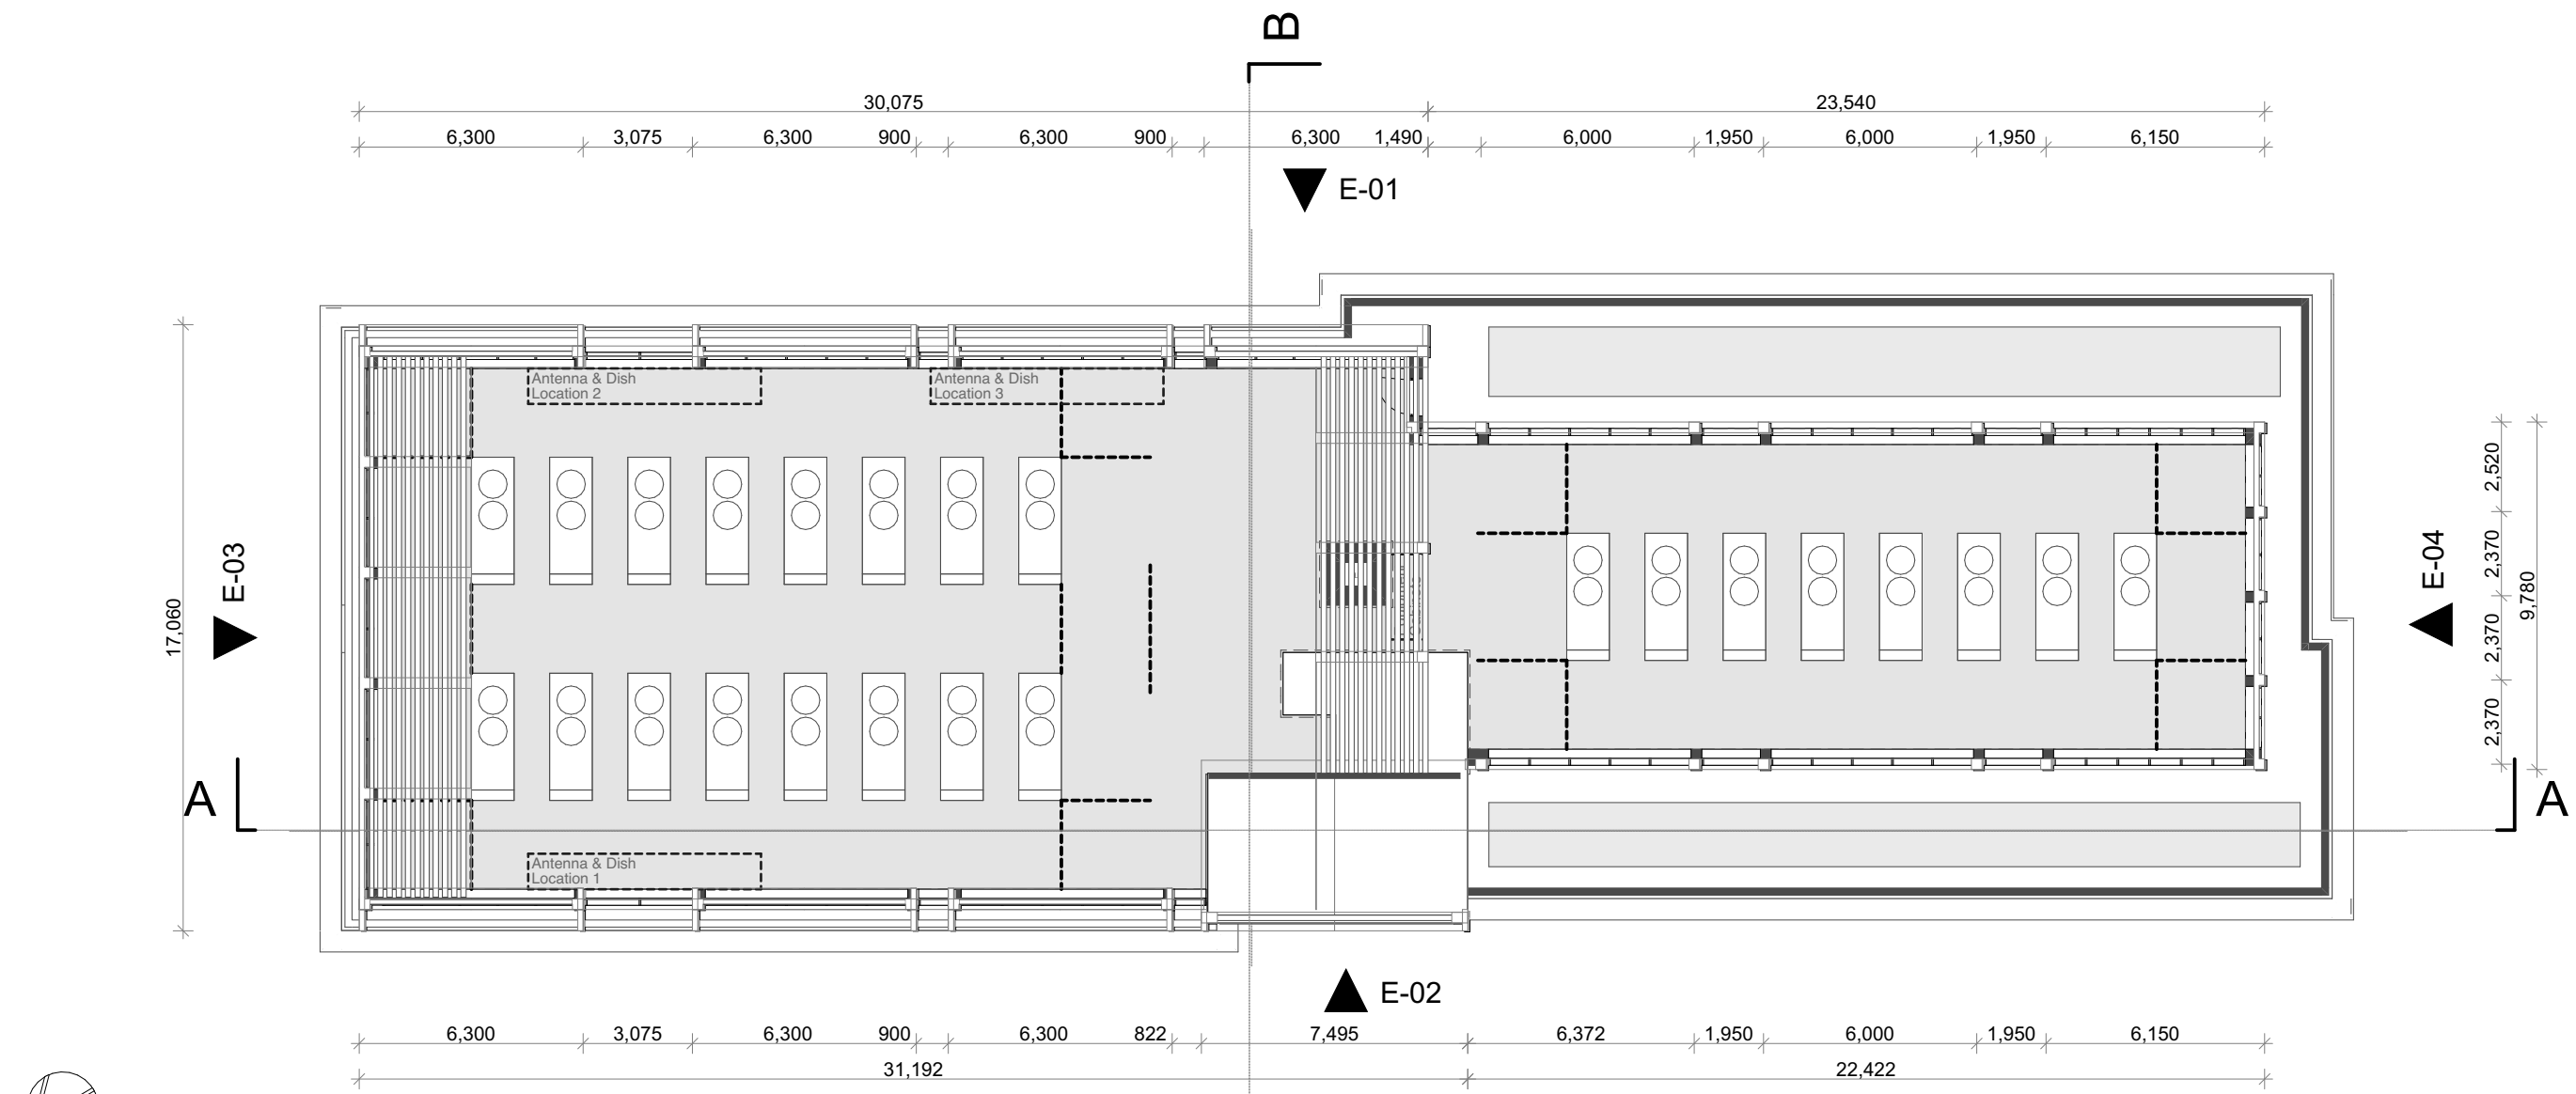 B
30,075 23,540
6,300 3,075 6,300 900 6,300 900 6,300 1,490 6,000 1,950 6,000 1,950 6,150
E-01
Antenna & Dish
Location 2
Antenna & Dish
Location 3
17,060
E-03
E-04
2,520
2,370
2,370
2,370
9,780
A
A
Antenna & Dish
Location 1
E-02
6,300 3,075 6,300 900 6,300 822 7,495 6,372 1,950 6,000 1,950 6,150
31,192 22,422